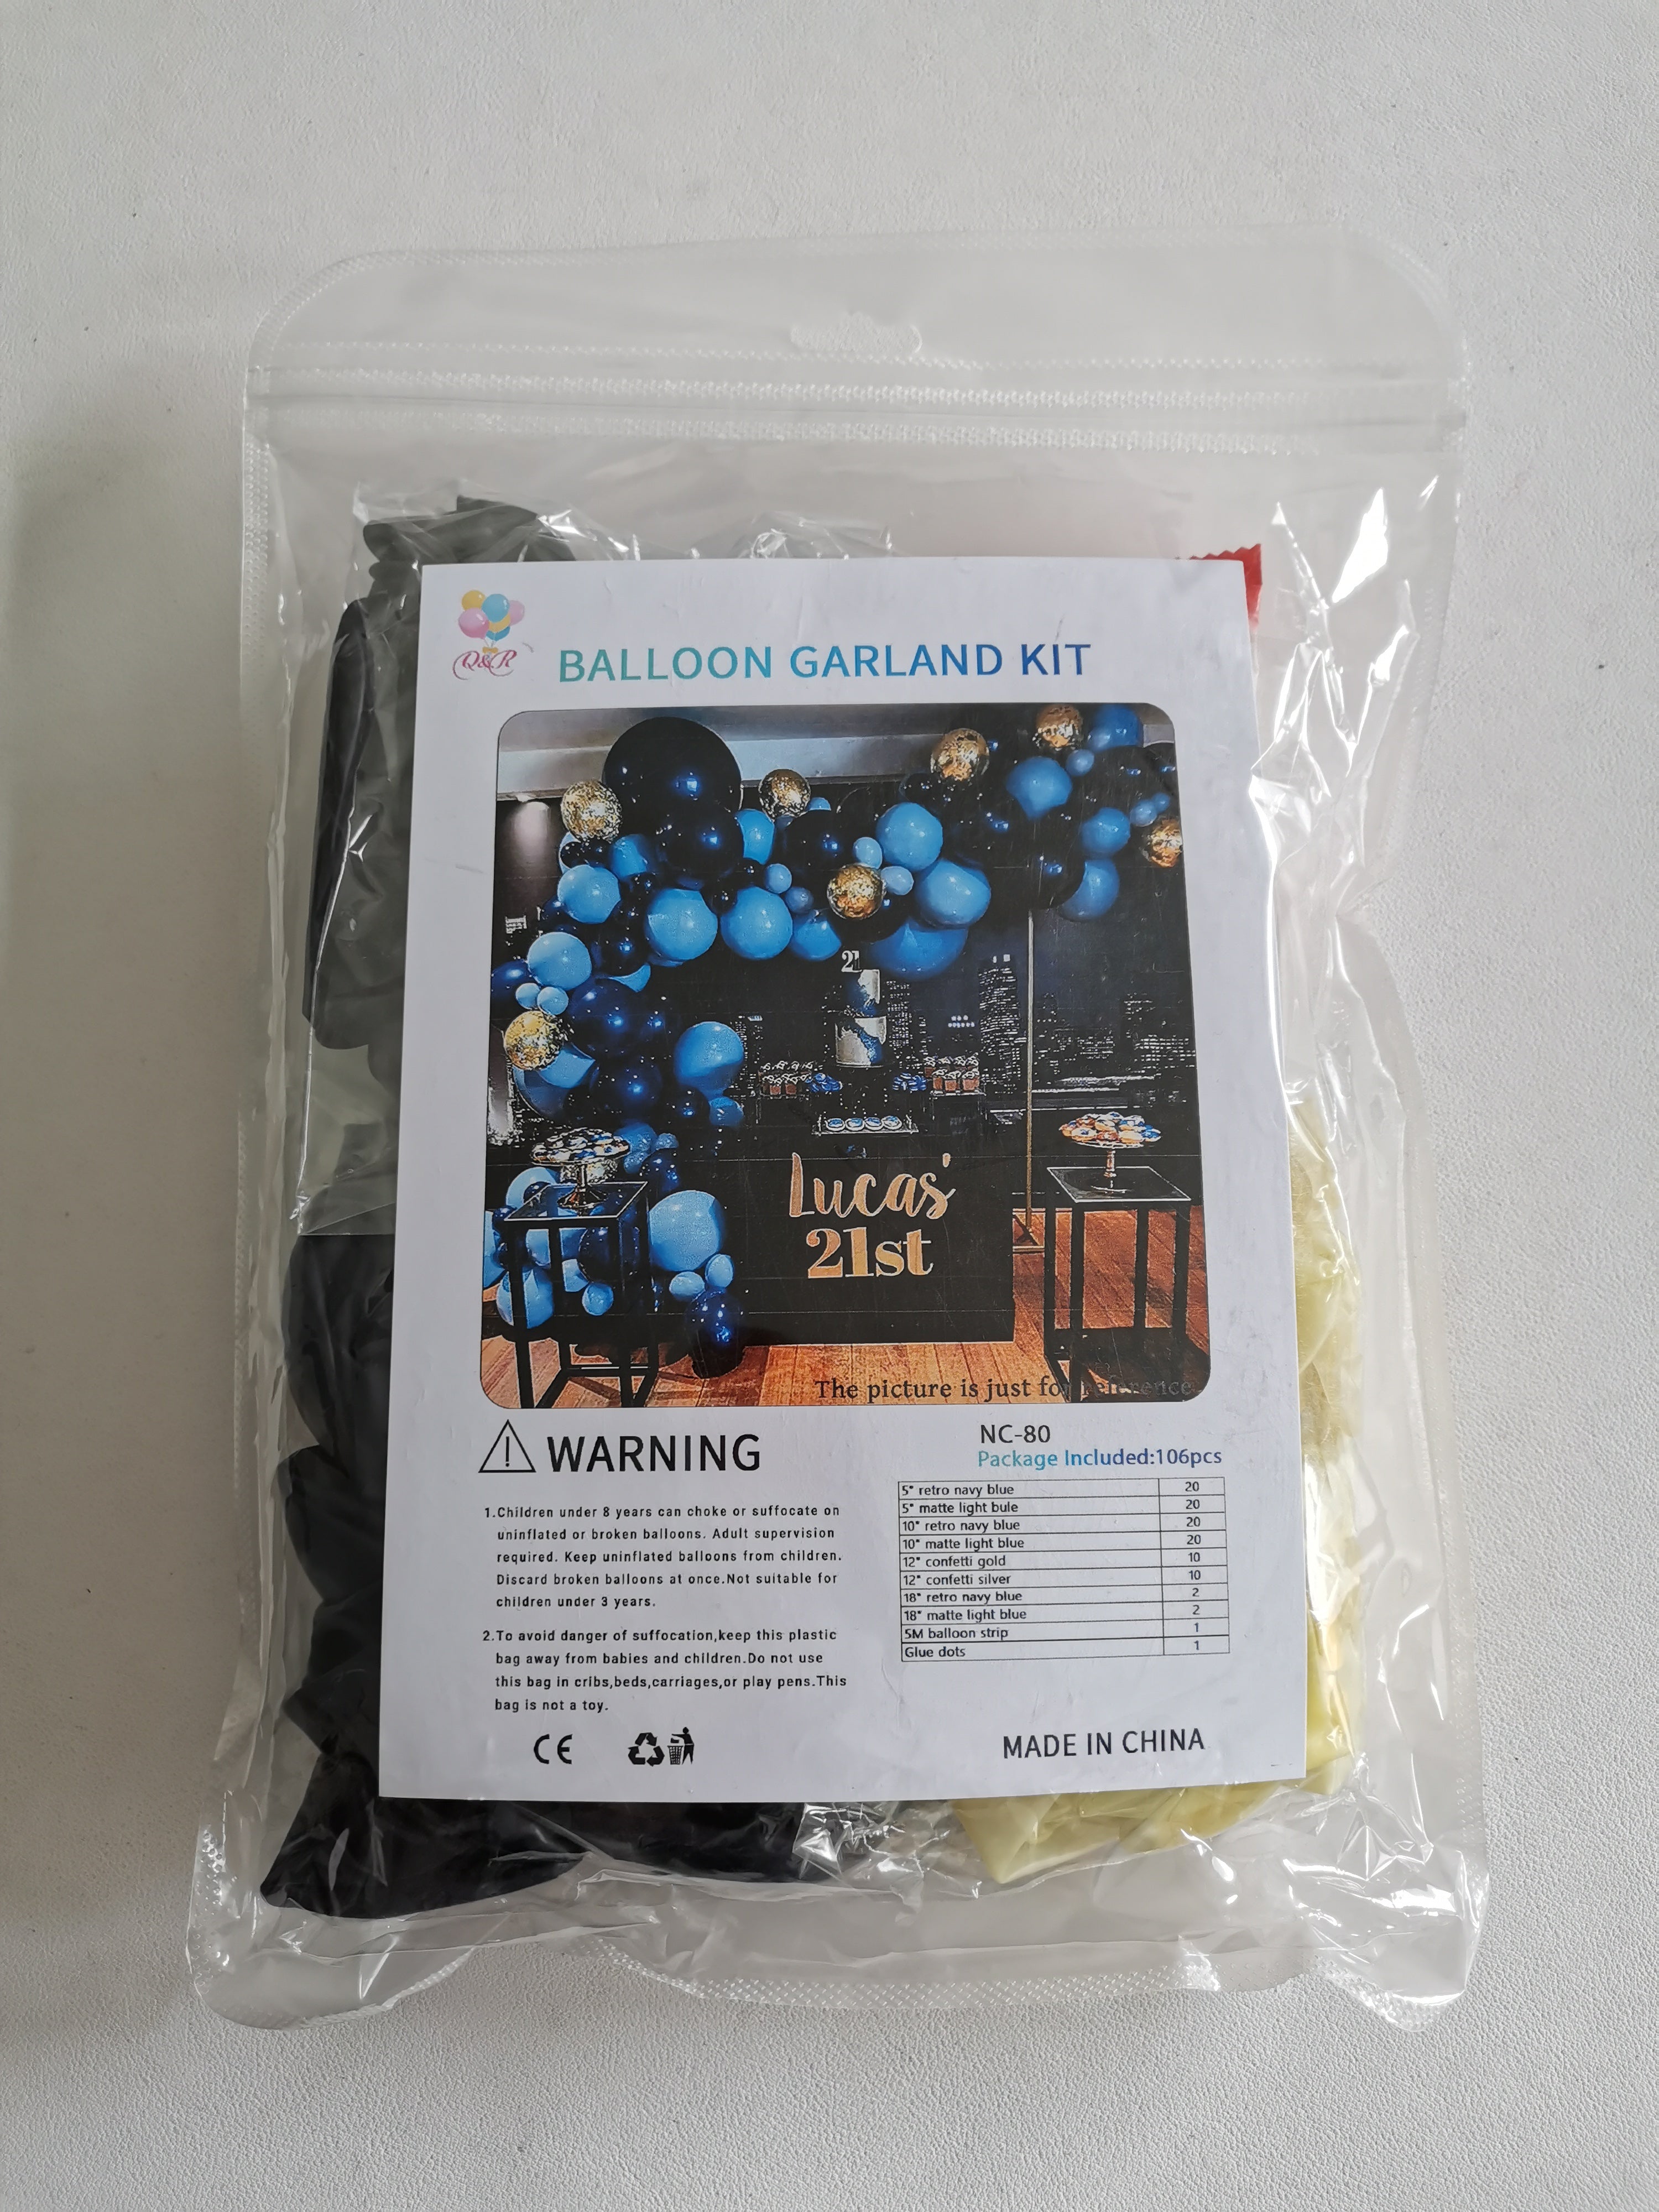 Q&R
BALLOON GARLAND KIT
21
Lucas'
21st
The picture is just for reference
WARNING
1.Children under 8 years can choke or suffocate on
uninflated or broken balloons. Adult supervision
required. Keep uninflated balloons from children.
Discard broken balloons at once.Not suitable for
children under 3 years.
2.To avoid danger of suffocation,keep this plastic
bag away from babies and children.Do not use
this bag in cribs,beds,carriages,or play pens.This
bag is not a toy.
CE
NC-80
Package Included:106pcs
5" retro navy blue 20
5" matte light bule 20
10" retro navy blue 20
10" matte light blue 20
12" confetti gold 10
12" confetti silver 10
18" retro navy blue 2
18" matte light blue 2
5M balloon strip 1
Glue dots 1
MADE IN CHINA